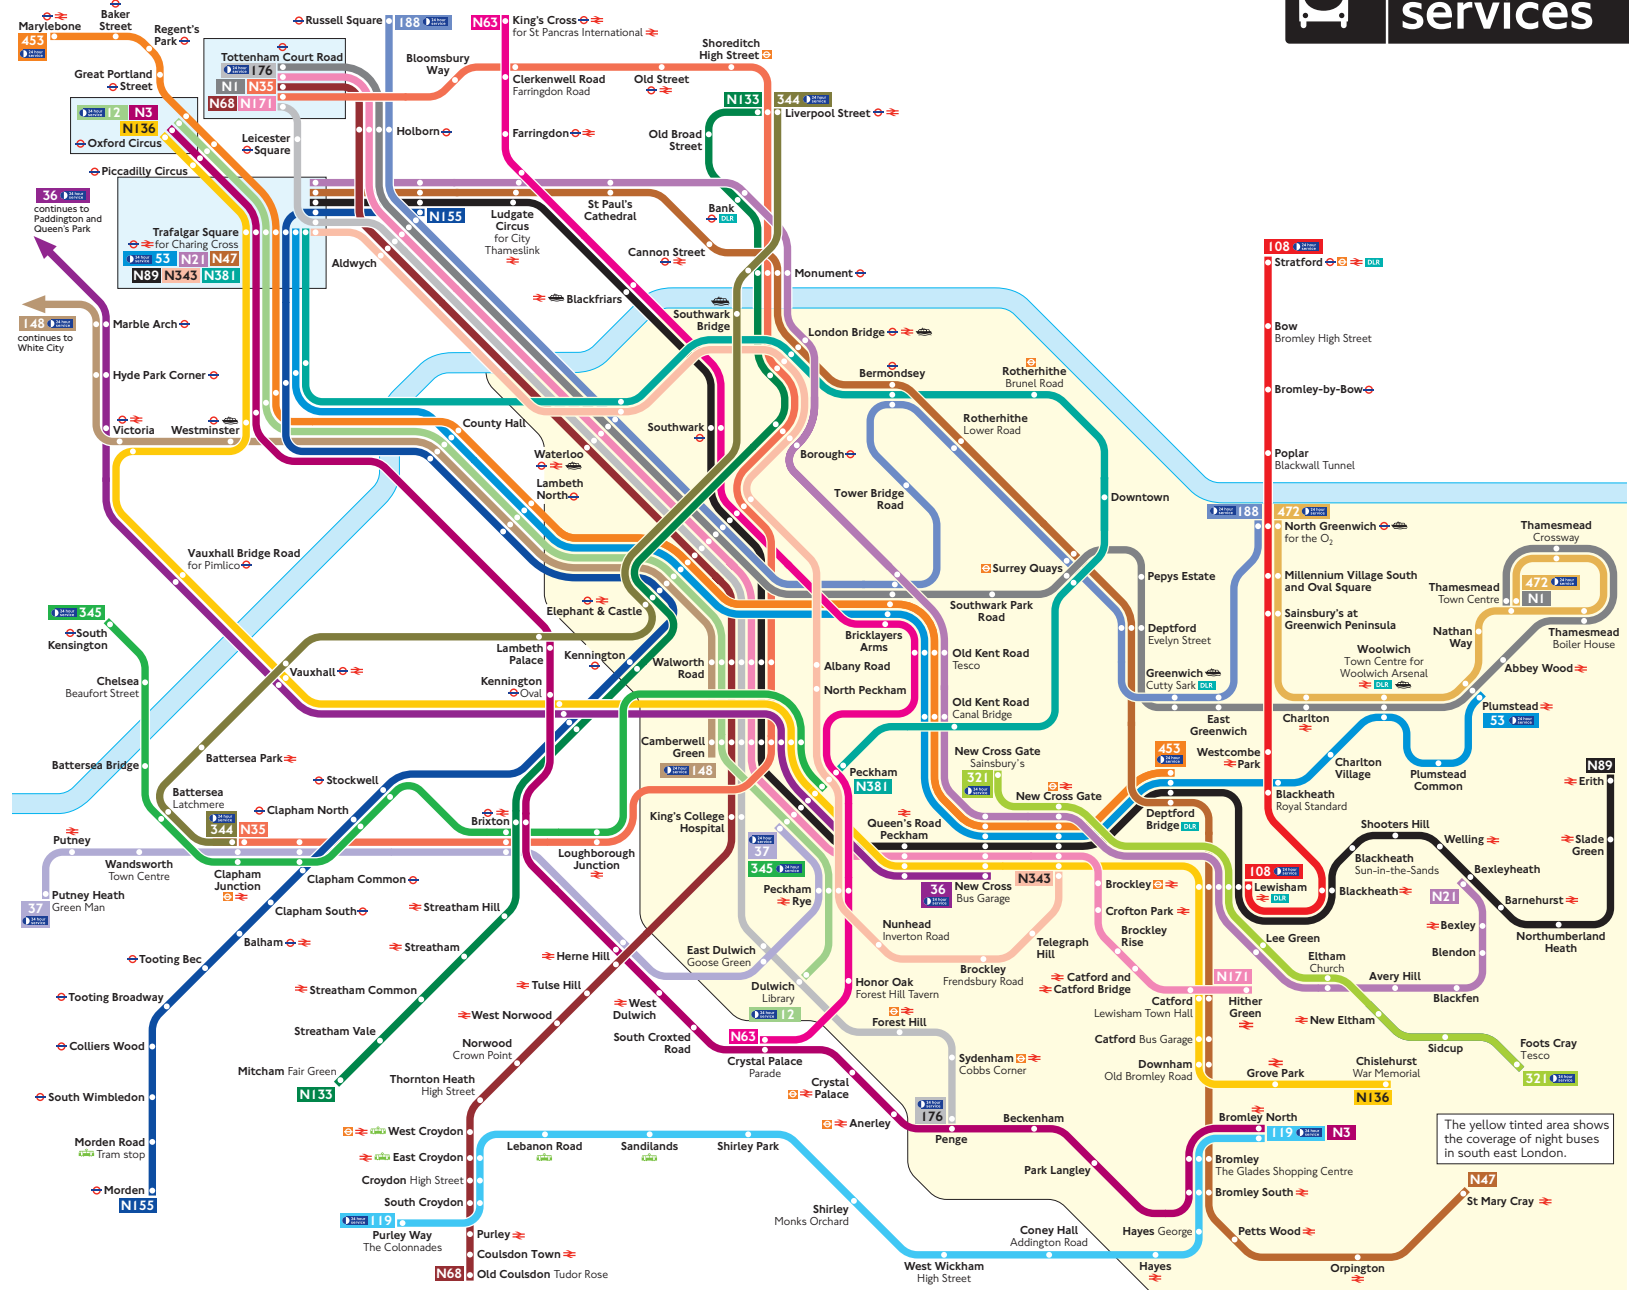 services
Marylebone
453
24 hour service
Baker
Street
Regent's
Park
Great Portland
Street
12
N3
N136
Oxford Circus
Piccadilly Circus
Tottenham Court Road
176
N1
N35
N68
N171
Leicester
Square
Russell Square
188
Bloomsbury
Way
Holborn
N63
King's Cross
for St Pancras International
Clerkenwell Road
Farringdon Road
Farringdon
Old Street
Shoreditch
High Street
N133
344
Liverpool Street
Old Broad
Street
36
continues to
Paddington and
Queen's Park
Trafalgar Square
for Charing Cross
53
N21
N47
N89
N343
N381
Aldwych
N155
Ludgate
Circus
for City
Thameslink
St Paul's
Cathedral
Bank
DLR
Cannon Street
Monument
Blackfriars
Southwark
Bridge
London Bridge
148
continues to
White City
Marble Arch
Hyde Park Corner
Victoria
Westminster
County Hall
Waterloo
Lambeth
North
Southwark
Borough
Bermondsey
Rotherhithe
Brunel Road
Rotherhithe
Lower Road
Tower Bridge
Road
Downtown
Surrey Quays
Southwark Park
Road
Pepys Estate
Deptford
Evelyn Street
Greenwich
Cutty Sark
DLR
East
Greenwich
108
Stratford
DLR
Bow
Bromley High Street
Bromley-by-Bow
Poplar
Blackwall Tunnel
188
472
North Greenwich
for the O2
Millennium Village South
and Oval Square
Sainsbury's at
Greenwich Peninsula
Thamesmead
Crossway
Thamesmead
Town Centre
472
N1
Nathan
Way
Thamesmead
Boiler House
Woolwich
Town Centre for
Woolwich Arsenal
DLR
Abbey Wood
Plumstead
53
Charlton
Westcombe
Park
Charlton
Village
Plumstead
Common
Vauxhall Bridge Road
for Pimlico
345
South
Kensington
Chelsea
Beaufort Street
Battersea Bridge
Vauxhall
Battersea Park
Battersea
Latchmere
344
N35
Elephant & Castle
Lambeth
Palace
Kennington
Kennington
Oval
Walworth
Road
Camberwell
Green
148
Bricklayers
Arms
Albany Road
North Peckham
Old Kent Road
Tesco
Old Kent Road
Canal Bridge
Peckham
N381
New Cross Gate
Sainsbury's
321
New Cross Gate
453
Deptford
Bridge
DLR
Blackheath
Royal Standard
N89
Erith
Slade
Green
Shooters Hill
Welling
Blackheath
Sun-in-the-Sands
Bexleyheath
Blackheath
N21
Barnehurst
Northumberland
Heath
Bexley
Blendon
Blackfen
Avery Hill
Eltham
Church
Lee Green
108
Lewisham
DLR
Stockwell
Clapham North
Brixton
Putney
Wandsworth
Town Centre
Putney Heath
Green Man
37
Clapham
Junction
Clapham Common
Clapham South
Balham
Tooting Bec
Tooting Broadway
Colliers Wood
South Wimbledon
Morden Road
Tram stop
Morden
N155
Loughborough
Junction
King's College
Hospital
37
345
Peckham
Rye
Queen's Road
Peckham
36
New Cross
Bus Garage
N343
Brockley
Crofton Park
Brockley
Rise
Nunhead
Inverton Road
Telegraph
Hill
Brockley
Frendsbury Road
Catford and
Catford Bridge
N171
Hither
Green
Catford
Lewisham Town Hall
Catford Bus Garage
Downham
Old Bromley Road
Grove Park
New Eltham
Sidcup
Foots Cray
Tesco
321
Chislehurst
War Memorial
N136
Streatham Hill
Streatham
Streatham Common
Streatham Vale
Mitcham Fair Green
N133
Herne Hill
Tulse Hill
West Norwood
Norwood
Crown Point
Thornton Heath
High Street
West
Dulwich
South Croxted
Road
East Dulwich
Goose Green
Dulwich
Library
12
Honor Oak
Forest Hill Tavern
Forest Hill
Sydenham
Cobbs Corner
N63
Crystal Palace
Parade
Crystal
Palace
Anerley
176
Penge
Beckenham
Park Langley
Bromley North
119
N3
Bromley
The Glades Shopping Centre
Bromley South
Hayes George
Petts Wood
Orpington
N47
St Mary Cray
West Croydon
East Croydon
Croydon High Street
South Croydon
119
Purley Way
The Colonnades
Purley
Coulsdon Town
N68
Old Coulsdon Tudor Rose
Lebanon Road
Sandilands
Shirley Park
Shirley
Monks Orchard
West Wickham
High Street
Coney Hall
Addington Road
Hayes
The yellow tinted area shows
the coverage of night buses
in south east London.